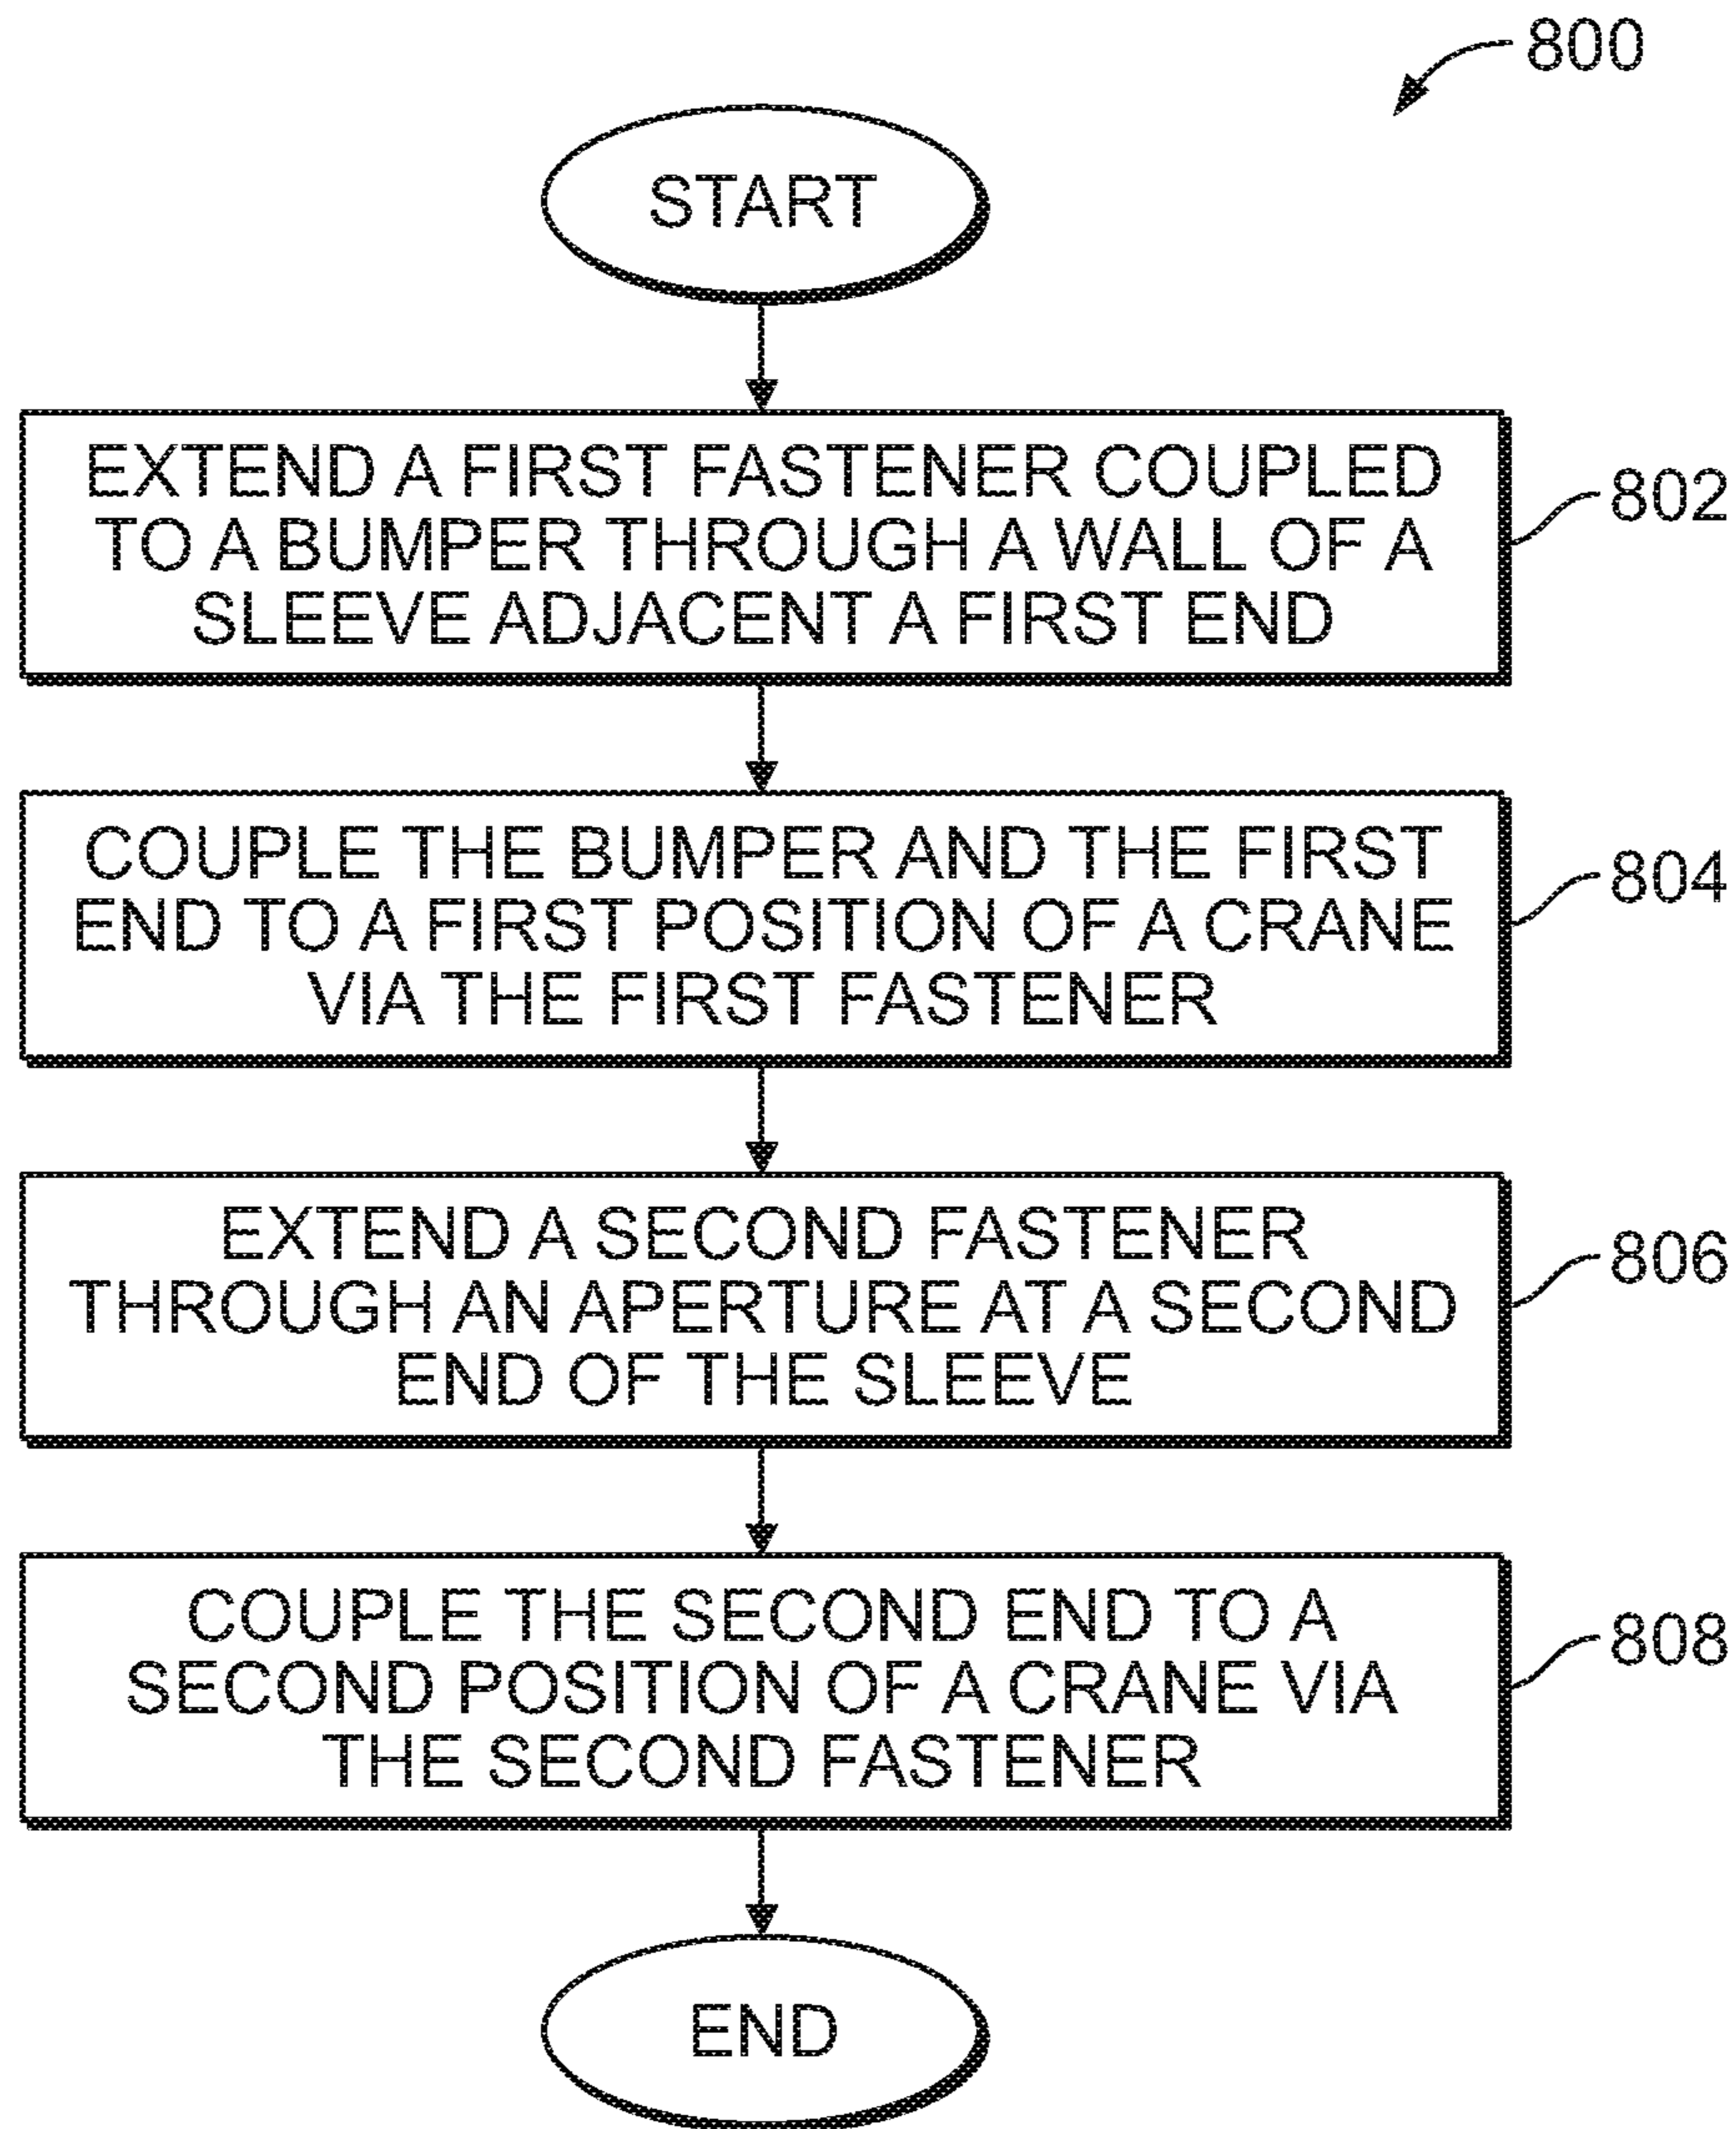 800
START
EXTEND A FIRST FASTENER COUPLED
TO A BUMPER THROUGH A WALL OF A
SLEEVE ADJACENT A FIRST END
802
COUPLE THE BUMPER AND THE FIRST
END TO A FIRST POSITION OF A CRANE
VIA THE FIRST FASTENER
804
EXTEND A SECOND FASTENER
THROUGH AN APERTURE AT A SECOND
END OF THE SLEEVE
806
COUPLE THE SECOND END TO A
SECOND POSITION OF A CRANE VIA
THE SECOND FASTENER
808
END